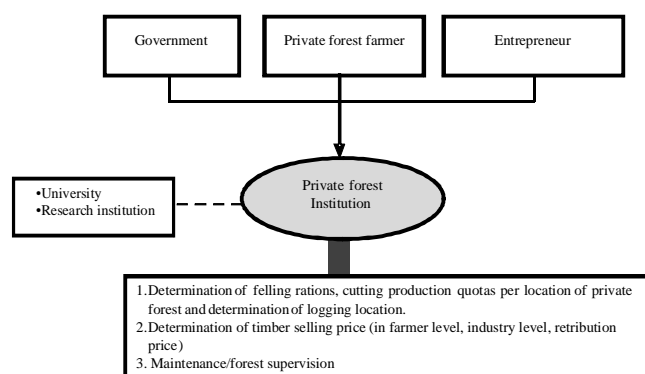 Government
Private forest farmer
Entrepreneur
Private forest
Institution
•University
•Research institution
1.Determination of felling rations, cutting production quotas per location of private
forest and determination of logging location.
2.Determination of timber selling price (in farmer level, industry level, retribution
price)
3. Maintenance/forest supervision